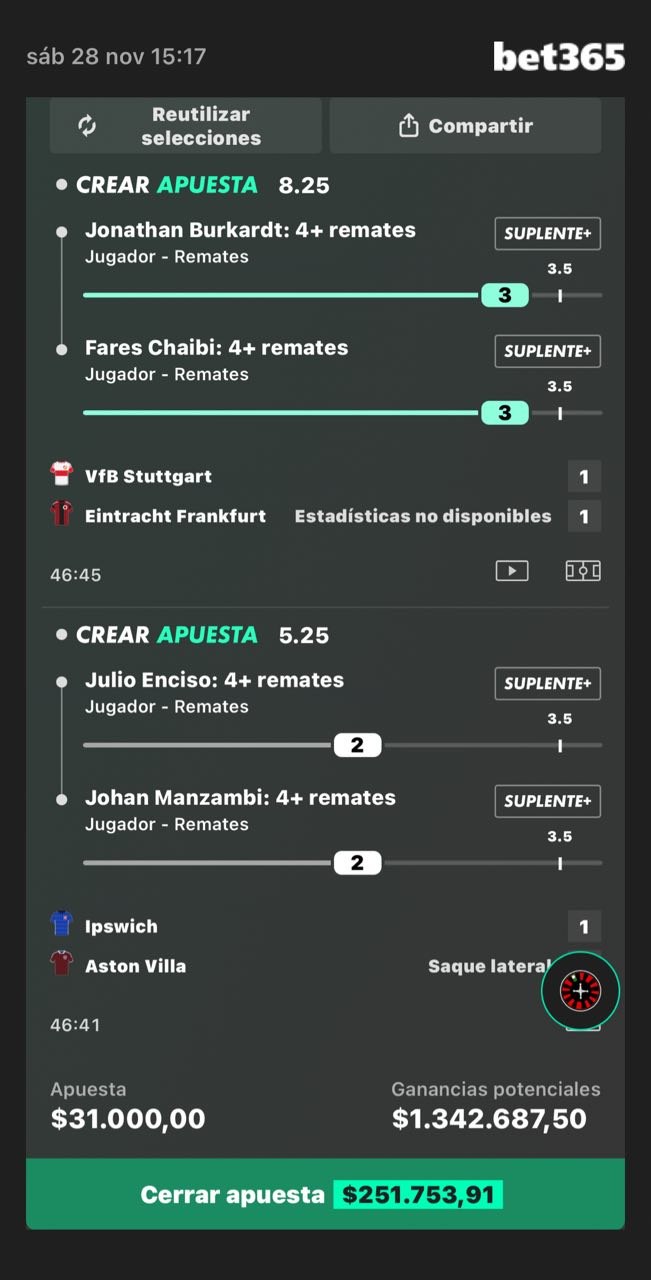 sáb 28 nov 15:17
bet365
Reutilizar
selecciones
Compartir
CREAR APUESTA 8.25
Jonathan Burkardt: 4+ remates
SUPLENTE+
Jugador - Remates
3.5
3
Fares Chaibi: 4+ remates
SUPLENTE+
Jugador - Remates
3.5
3
VfB Stuttgart 1
Eintracht Frankfurt Estadísticas no disponibles 1
46:45
CREAR APUESTA 5.25
Julio Enciso: 4+ remates
SUPLENTE+
Jugador - Remates
3.5
2
Johan Manzambi: 4+ remates
SUPLENTE+
Jugador - Remates
3.5
2
Ipswich 1
Aston Villa Saque lateral
46:41
Apuesta Ganancias potenciales
$31.000,00 $1.342.687,50
Cerrar apuesta $251.753,91